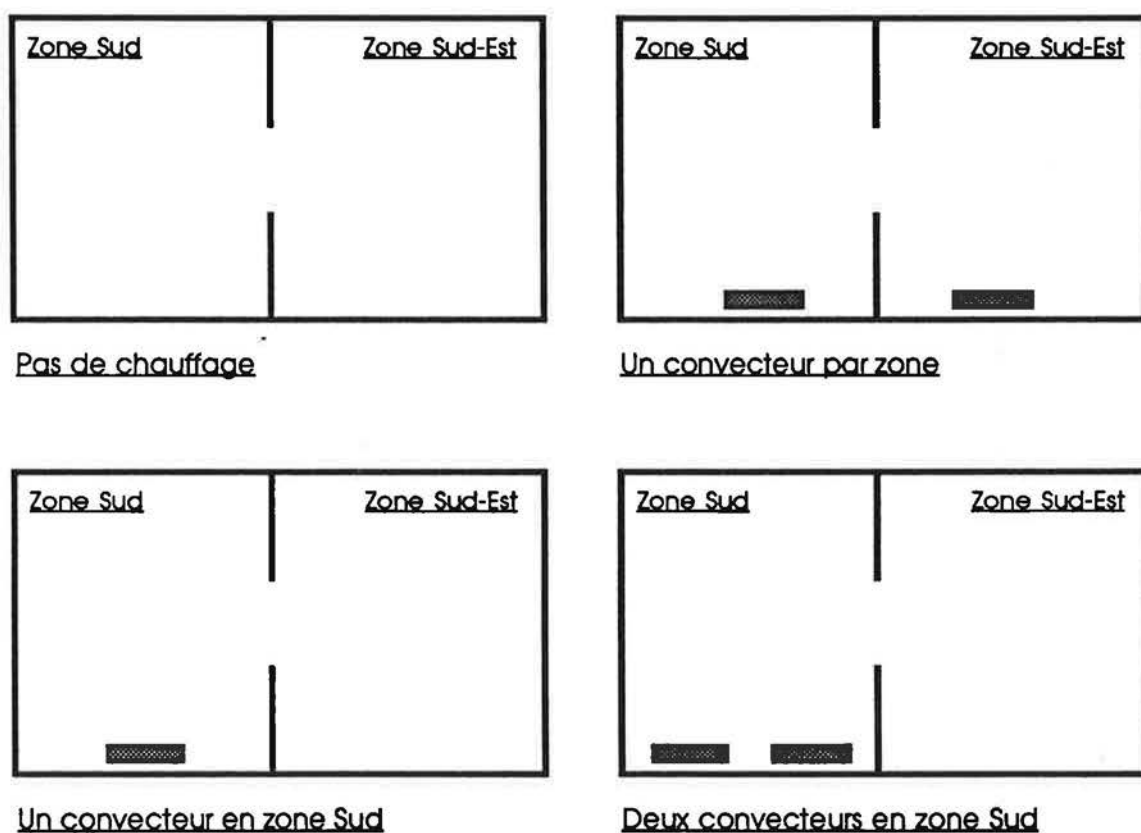 Zone Sud
Zone Sud-Est
Zone Sud
Zone Sud-Est
Pas de chauffage
Un convecteur par zone
Zone Sud
Zone Sud-Est
Zone Sud
Zone Sud-Est
Un convecteur en zone Sud
Deux convecteurs en zone Sud